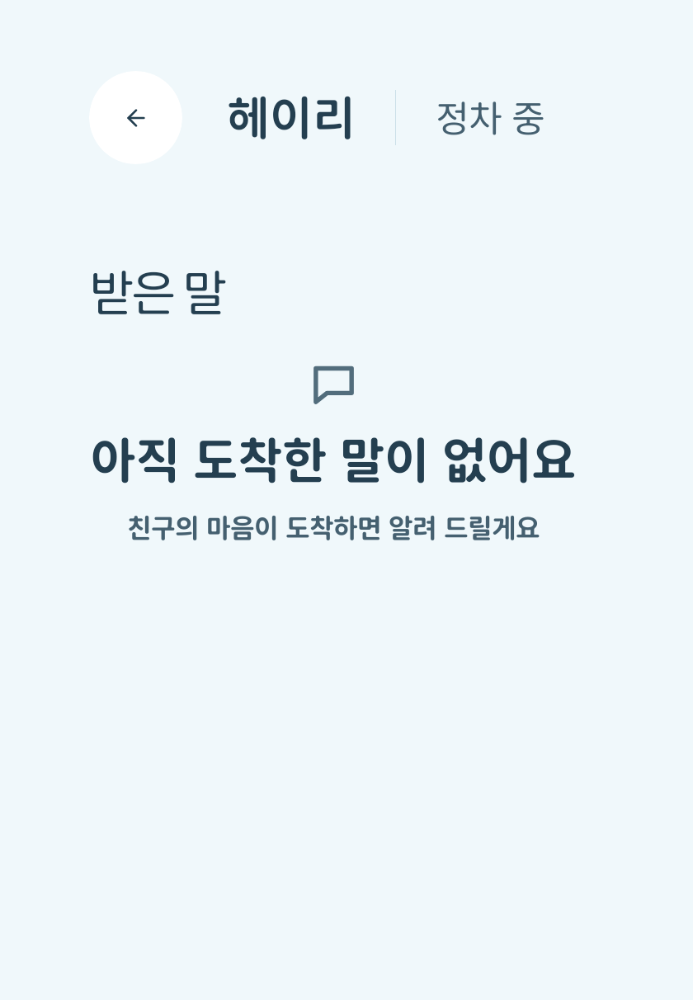 헤이리 정차 중
받은 말
아직 도착한 말이 없어요
친구의 마음이 도착하면 알려 드릴게요